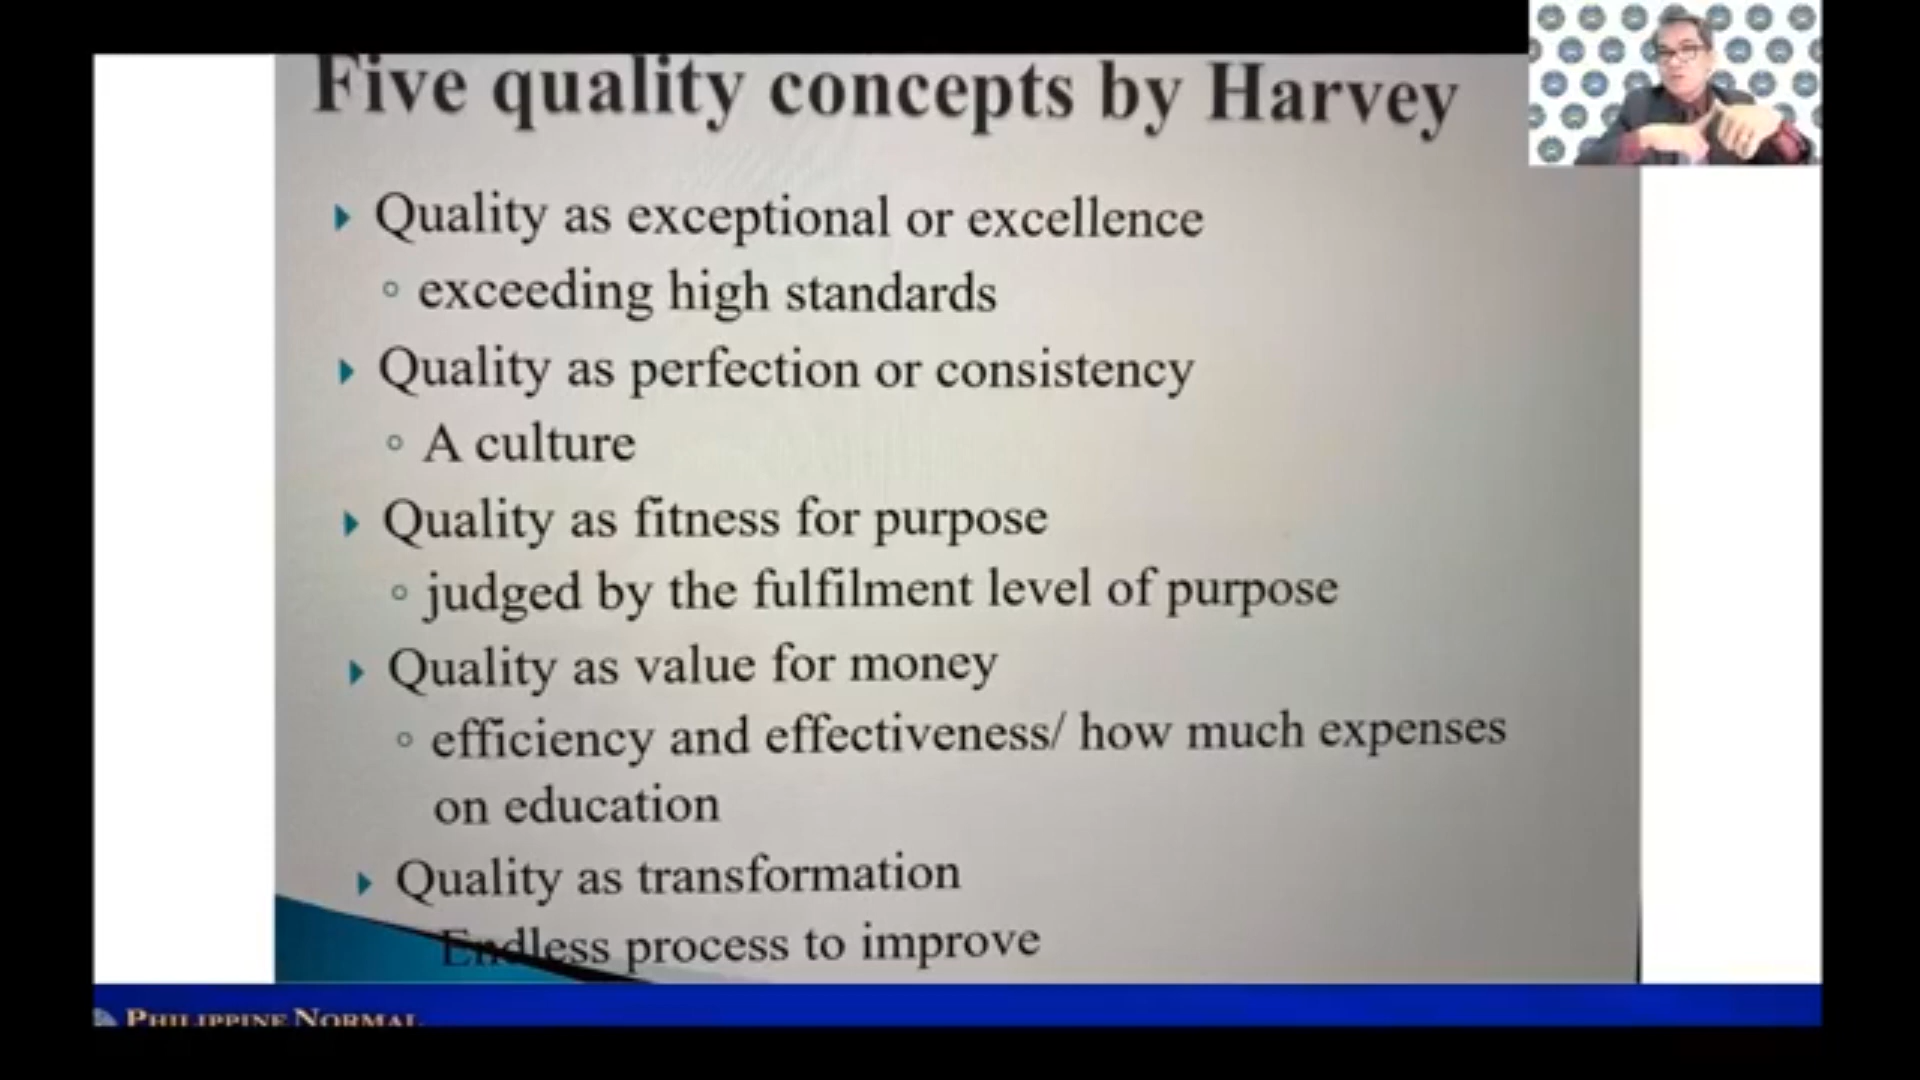 Five quality concepts by Harvey
Quality as exceptional or excellence
exceeding high standards
Quality as perfection or consistency
A culture
Quality as fitness for purpose
judged by the fulfilment level of purpose
Quality as value for money
efficiency and effectiveness/ how much expenses
on education
Quality as transformation
Endless process to improve
PHILIPPINE NORMAL